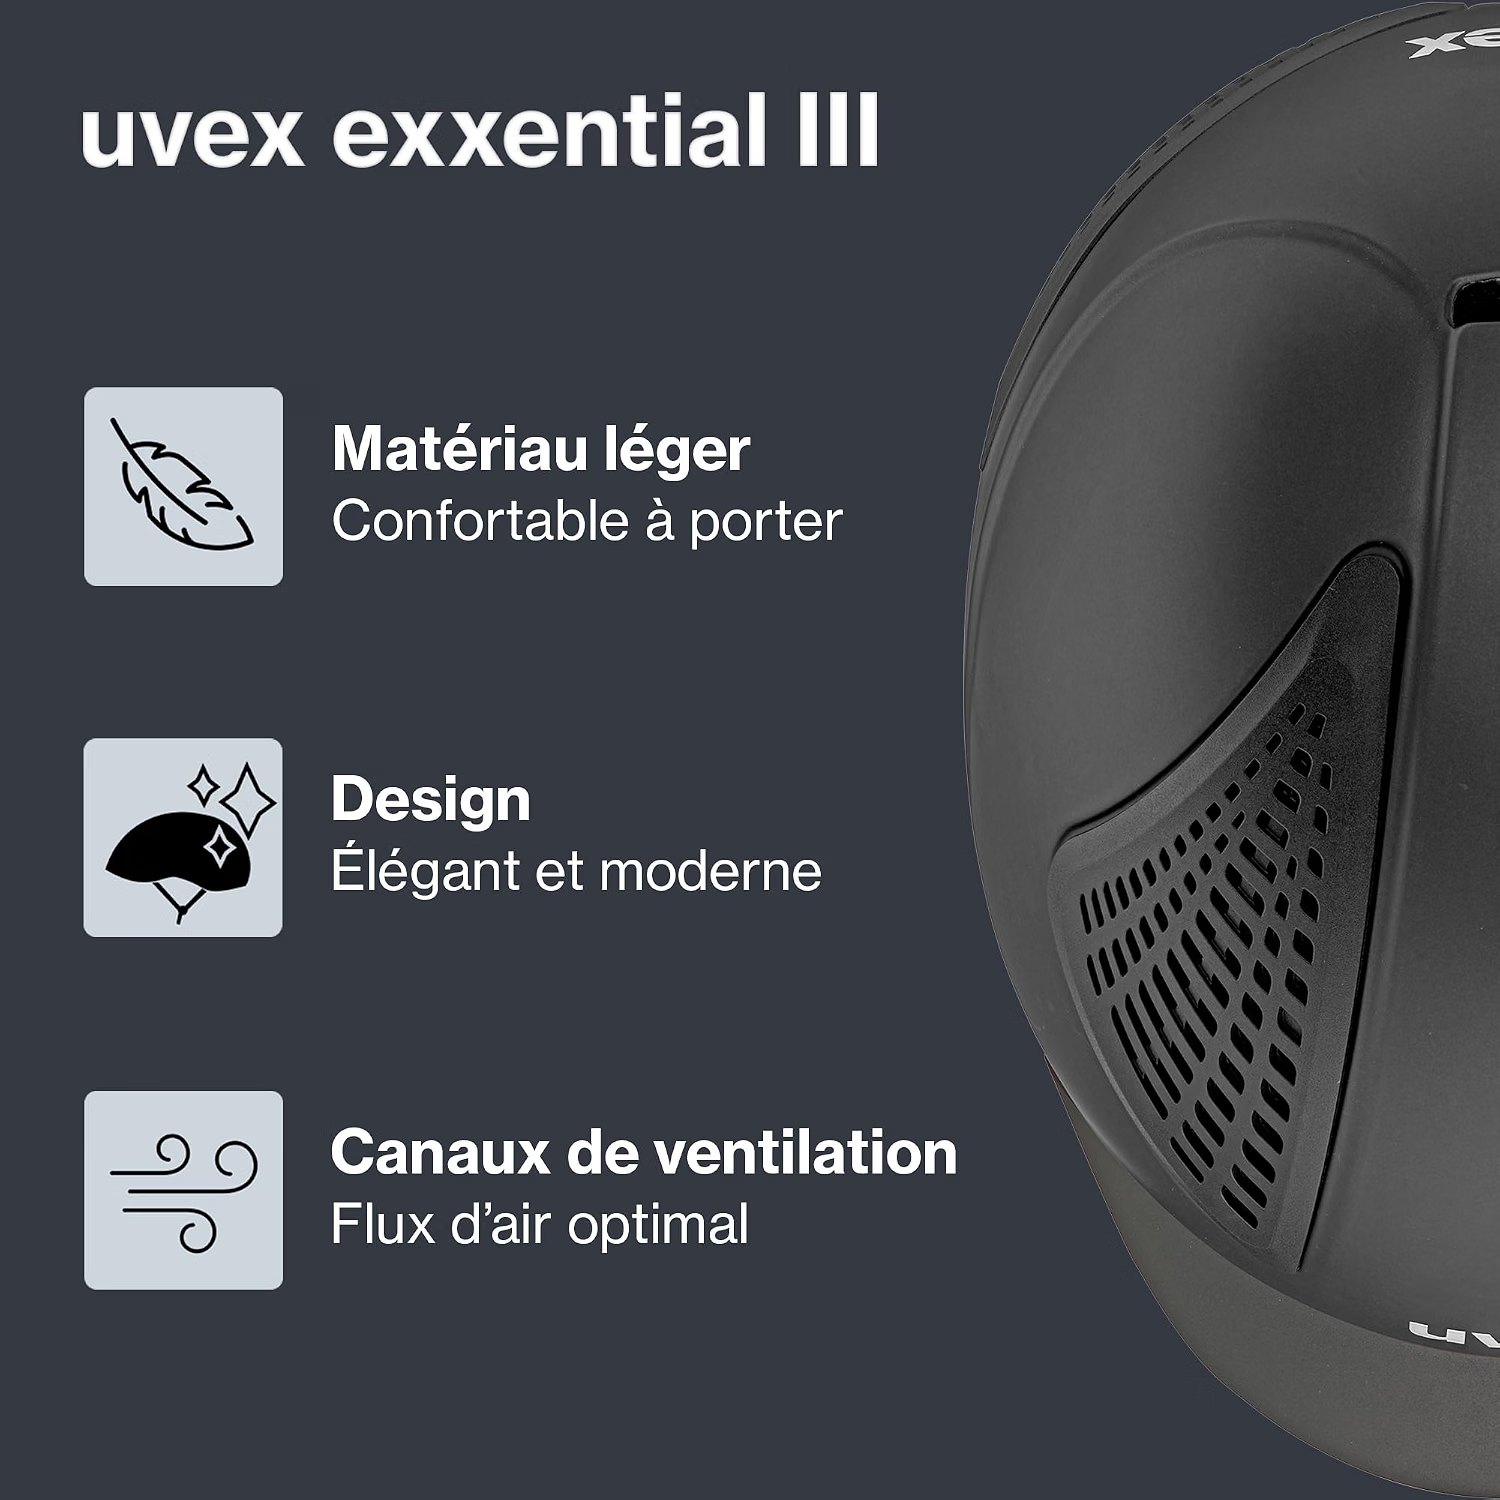 uvex exxential III
Matériau léger
Confortable à porter
Design
Élégant et moderne
Canaux de ventilation
Flux d’air optimal